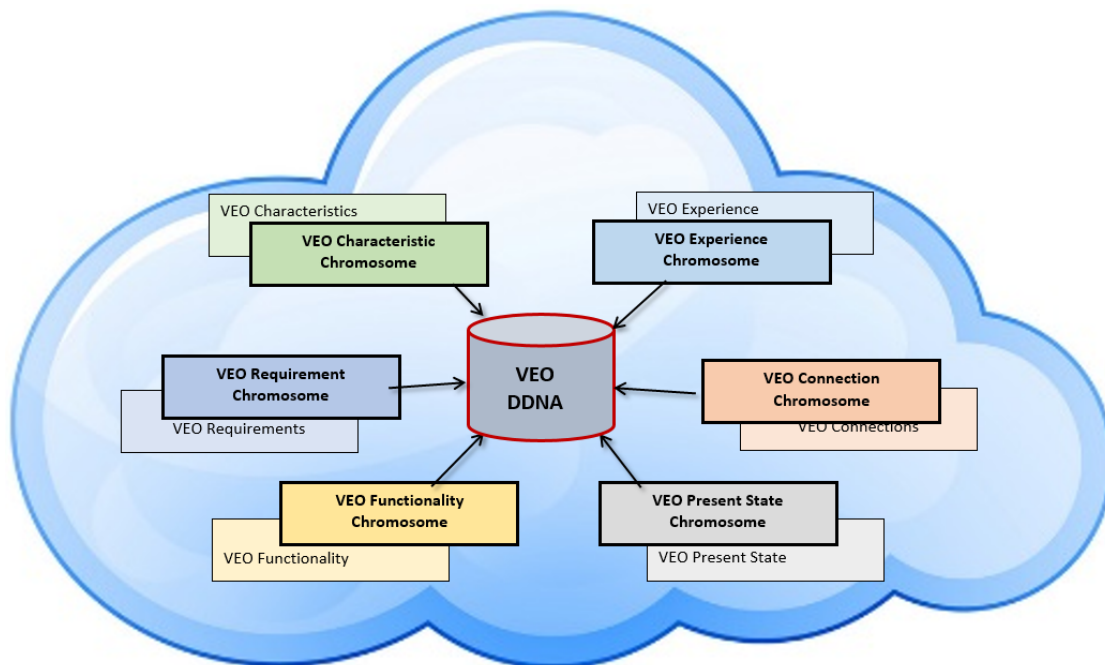 VEO Characteristics
VEO Characteristic
Chromosome
VEO Experience
VEO Experience
Chromosome
VEO
DDNA
VEO Requirement
Chromosome
VEO Requirements
VEO Connection
Chromosome
VEO Connections
VEO Functionality
Chromosome
VEO Functionality
VEO Present State
Chromosome
VEO Present State